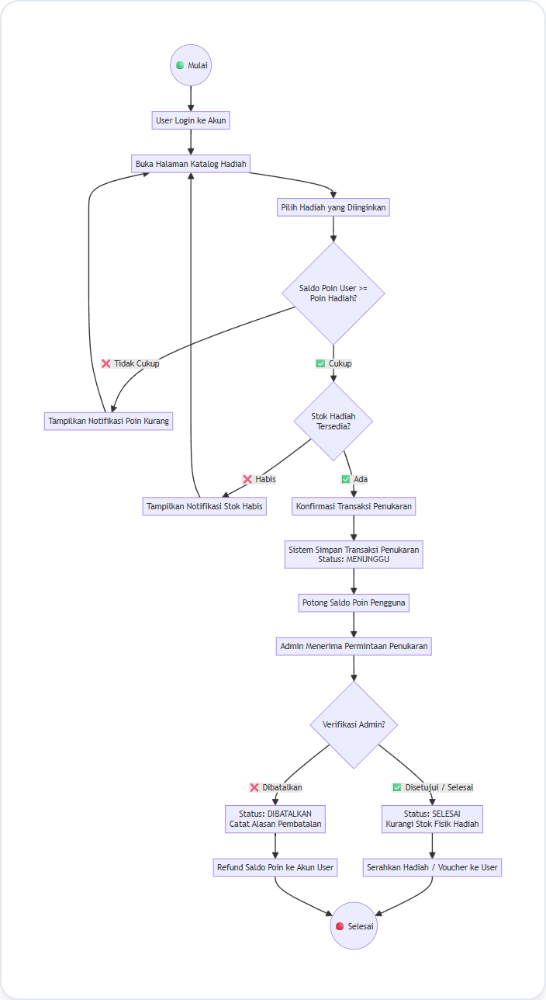 🟢 Mulai
User Login ke Akun
Buka Halaman Katalog Hadiah
Pilih Hadiah yang Diinginkan
Saldo Poin User >=
Poin Hadiah?
❌ Tidak Cukup
✅ Cukup
Tampilkan Notifikasi Poin Kurang
Stok Hadiah
Tersedia?
❌ Habis
✅ Ada
Tampilkan Notifikasi Stok Habis
Konfirmasi Transaksi Penukaran
Sistem Simpan Transaksi Penukaran
Status: MENUNGGU
Potong Saldo Poin Pengguna
Admin Menerima Permintaan Penukaran
Verifikasi Admin?
❌ Dibatalkan
✅ Disetujui / Selesai
Status: DIBATALKAN
Catat Alasan Pembatalan
Status: SELESAI
Kurangi Stok Fisik Hadiah
Refund Saldo Poin ke Akun User
Serahkan Hadiah / Voucher ke User
🔴 Selesai